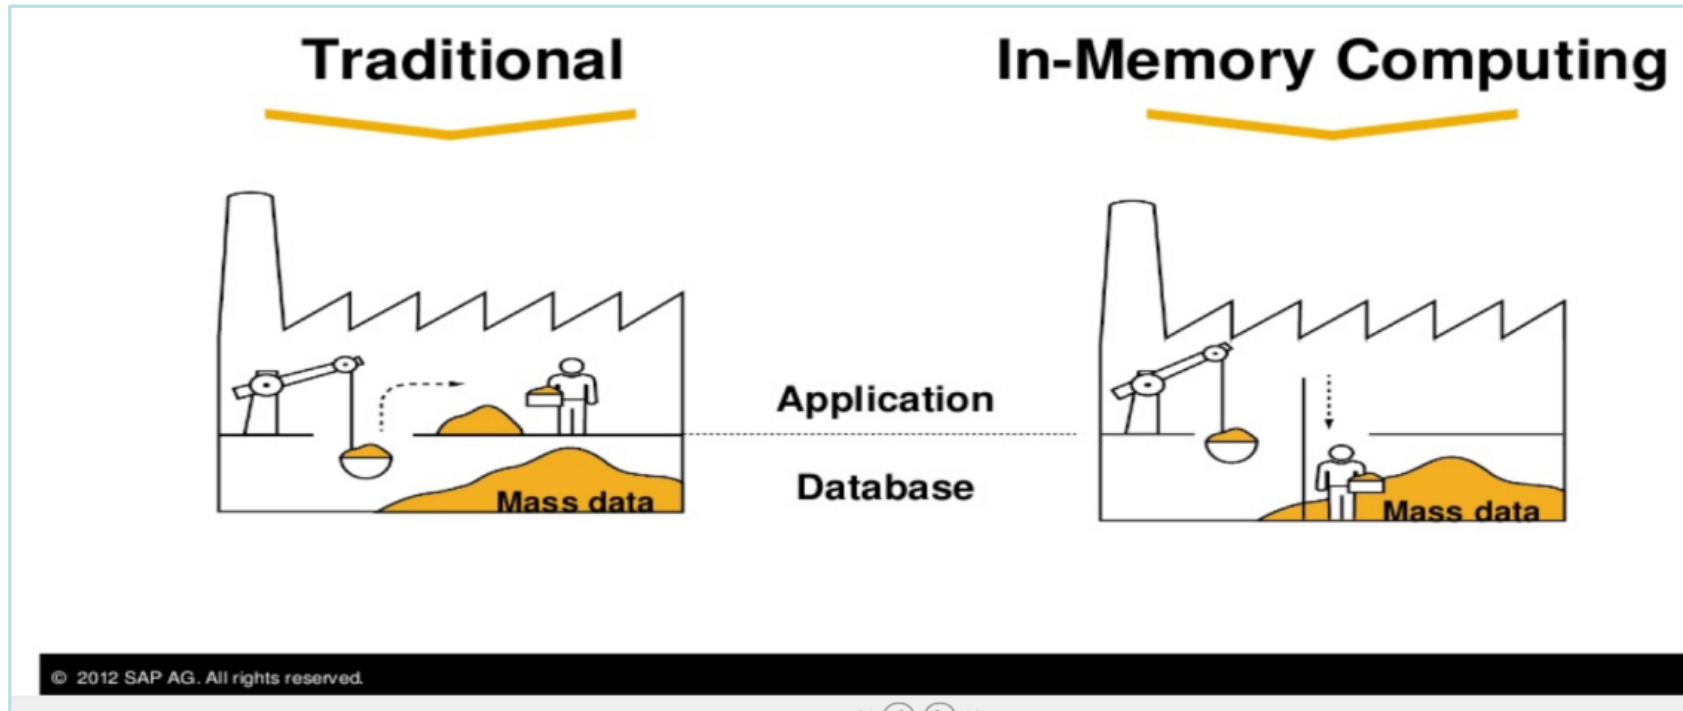 Traditional
In-Memory Computing
Application
Database
Mass data
Mass data
© 2012 SAP AG. All rights reserved.